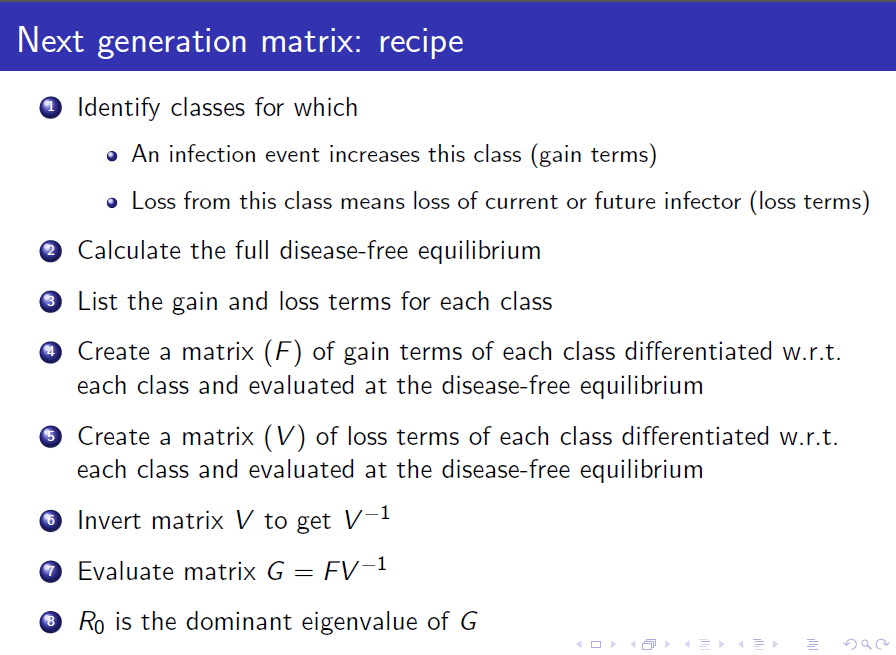 Next generation matrix: recipe
1 Identify classes for which
An infection event increases this class (gain terms)
Loss from this class means loss of current or future infector (loss terms)
2 Calculate the full disease-free equilibrium
3 List the gain and loss terms for each class
4 Create a matrix (F) of gain terms of each class differentiated w.r.t.
each class and evaluated at the disease-free equilibrium
5 Create a matrix (V) of loss terms of each class differentiated w.r.t.
each class and evaluated at the disease-free equilibrium
6 Invert matrix V to get V⁻¹
7 Evaluate matrix G = FV⁻¹
8 R₀ is the dominant eigenvalue of G